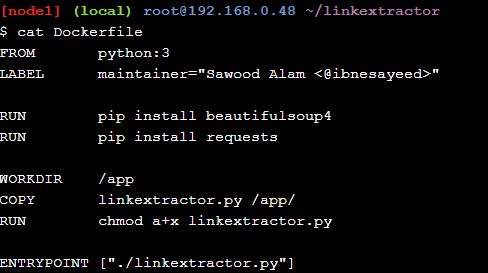 [node1] (local) root@192.168.0.48 ~/linkextractor
$ cat Dockerfile
FROM python:3
LABEL maintainer="Sawood Alam <@ibnesayeed>"
RUN pip install beautifulsoup4
RUN pip install requests
WORKDIR /app
COPY linkextractor.py /app/
RUN chmod a+x linkextractor.py
ENTRYPOINT ["./linkextractor.py"]